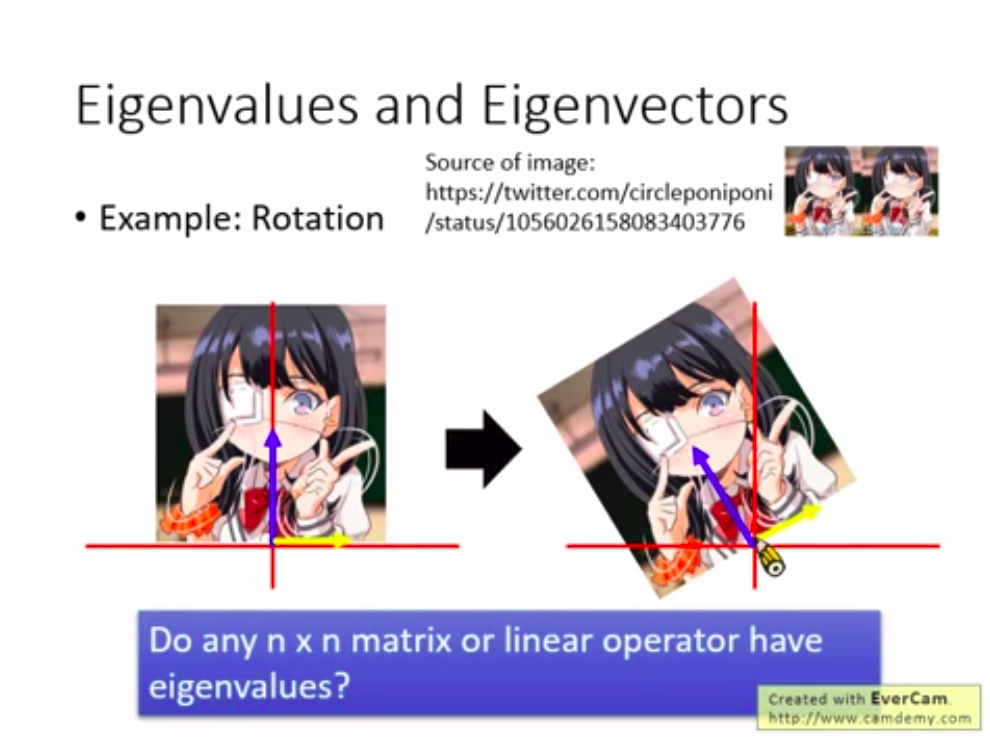 Eigenvalues and Eigenvectors
Source of image:
https://twitter.com/circleponiponi
/status/1056026158083403776
• Example: Rotation
Do any n x n matrix or linear operator have
eigenvalues?
Created with EverCam.
http://www.camdemy.com